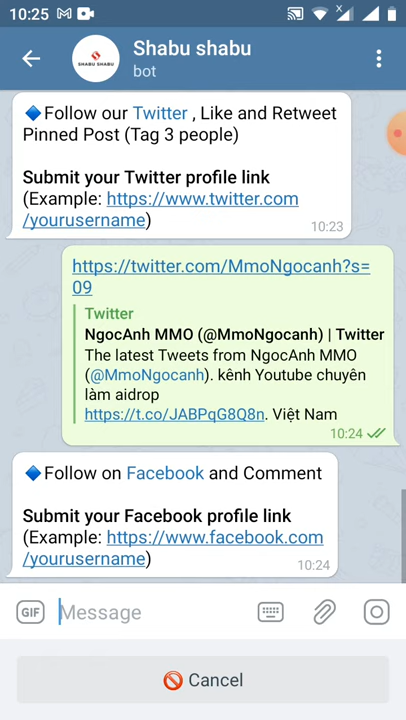 10:25
Shabu shabu
bot
SHABU SHABU
🔷Follow our Twitter , Like and Retweet
Pinned Post (Tag 3 people)
Submit your Twitter profile link
(Example: https://www.twitter.com
/yourusername)
10:23
https://twitter.com/MmoNgocanh?s=
09
Twitter
NgocAnh MMO (@MmoNgocanh) | Twitter
The latest Tweets from NgocAnh MMO
(@MmoNgocanh). kênh Youtube chuyên
làm aidrop
https://t.co/JABPqG8Q8n. Việt Nam
10:24
🔷Follow on Facebook and Comment
Submit your Facebook profile link
(Example: https://www.facebook.com
/yourusername)
10:24
GIF
Message
🚫 Cancel